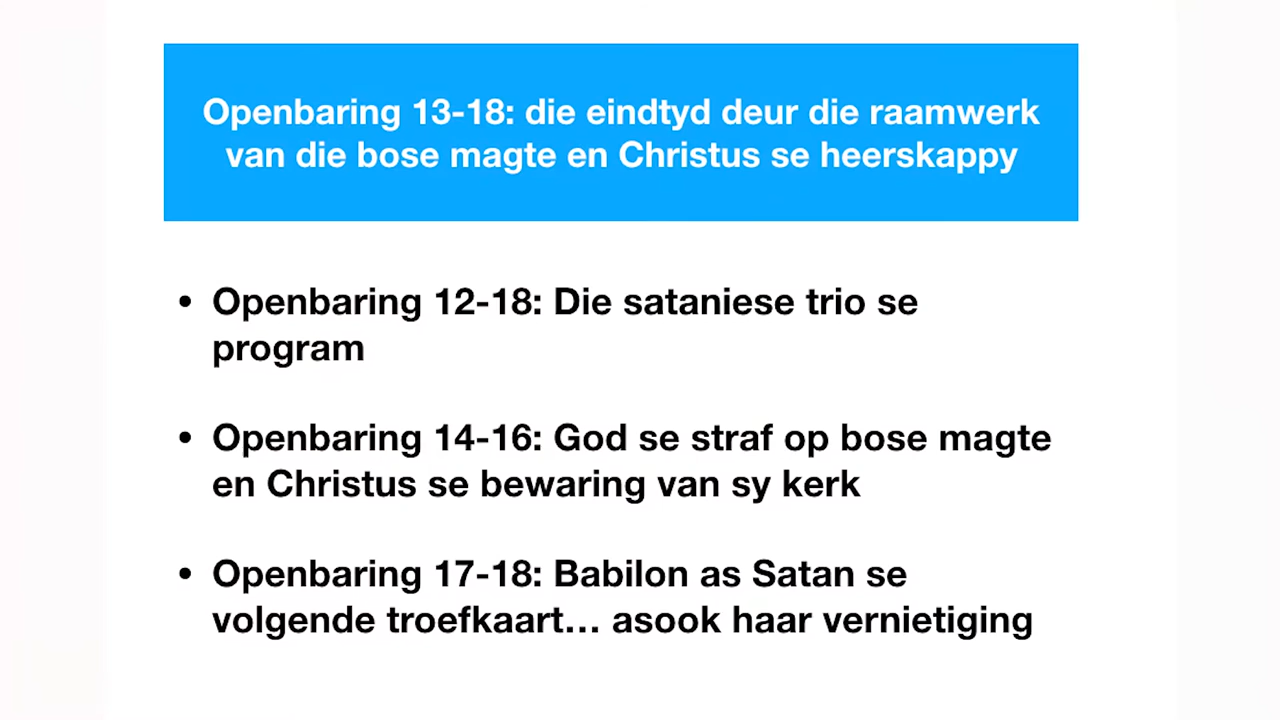 Openbaring 13-18: die eindtyd deur die raamwerk
van die bose magte en Christus se heerskappy
• Openbaring 12-18: Die sataniese trio se
program
• Openbaring 14-16: God se straf op bose magte
en Christus se bewaring van sy kerk
• Openbaring 17-18: Babilon as Satan se
volgende troefkaart… asook haar vernietiging